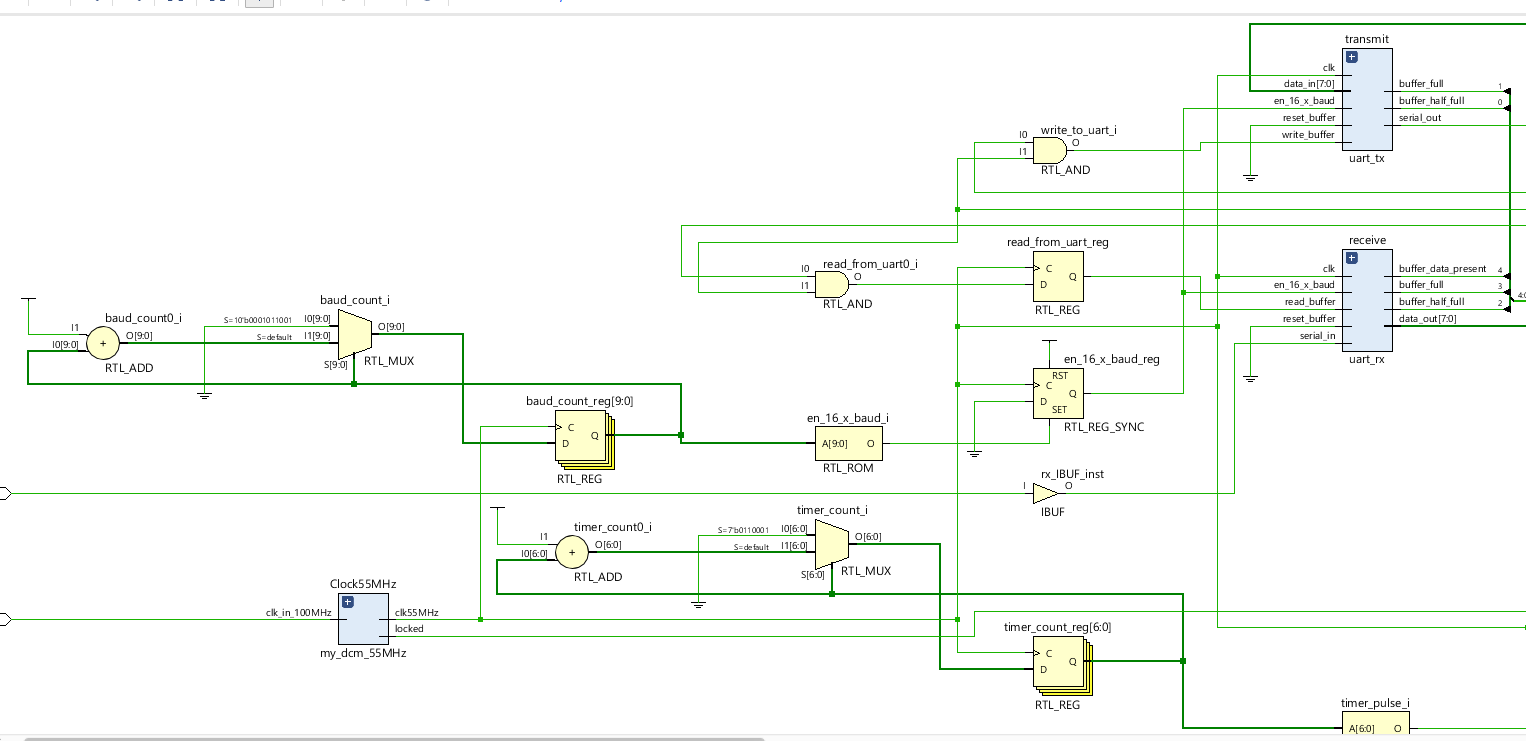 transmit
clk
data_in[7:0]
en_16_x_baud
reset_buffer
write_buffer
buffer_full
1
buffer_half_full
0
serial_out
uart_tx
write_to_uart_i
I0
I1
O
RTL_AND
receive
clk
en_16_x_baud
read_buffer
reset_buffer
serial_in
buffer_data_present
4
buffer_full
3
buffer_half_full
2
data_out[7:0]
uart_rx
read_from_uart_reg
C
D
Q
RTL_REG
read_from_uart0_i
I0
I1
O
RTL_AND
baud_count0_i
I1
I0[9:0]
+
O[9:0]
RTL_ADD
baud_count_i
S=10'b0001011001
I0[9:0]
S=default
I1[9:0]
S[9:0]
O[9:0]
RTL_MUX
en_16_x_baud_reg
RST
C
D
Q
SET
RTL_REG_SYNC
baud_count_reg[9:0]
C
D
Q
RTL_REG
en_16_x_baud_i
A[9:0]
O
RTL_ROM
rx_IBUF_inst
I
O
IBUF
timer_count0_i
I1
I0[6:0]
+
O[6:0]
RTL_ADD
timer_count_i
S=7'b0110001
I0[6:0]
S=default
I1[6:0]
S[6:0]
O[6:0]
RTL_MUX
Clock55MHz
clk_in_100MHz
clk55MHz
locked
my_dcm_55MHz
timer_count_reg[6:0]
C
D
Q
RTL_REG
timer_pulse_i
A[6:0]
O